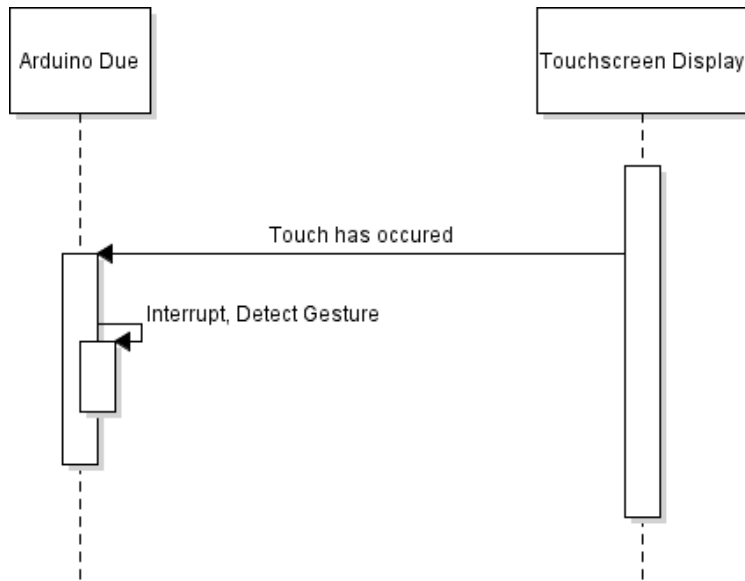 Arduino Due
Touchscreen Display
Touch has occured
Interrupt, Detect Gesture